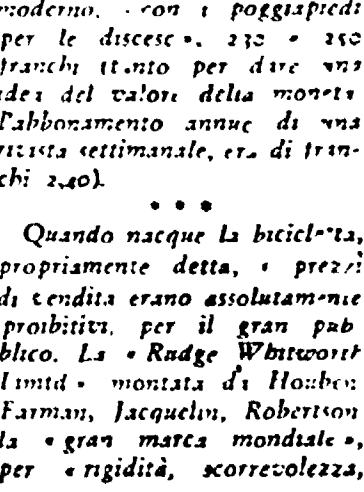 moderno, con i poggiapiedi
per le discese », 230 e 250
franchi (tanto per dare una
idea del valore della moneta
l'abbonamento annuo di una
rivista settimanale, era di fran-
chi 2,40).
* * *
Quando nacque la bicicletta,
propriamente detta, i prezzi
di vendita erano assolutamente
proibitivi, per il gran pub
blico. La « Rudge Whitworth
Limtd » montata da Houben
Farman, Jacquelin, Robertson
la « gran marca mondiale »,
per « rigidità, scorrevolezza,